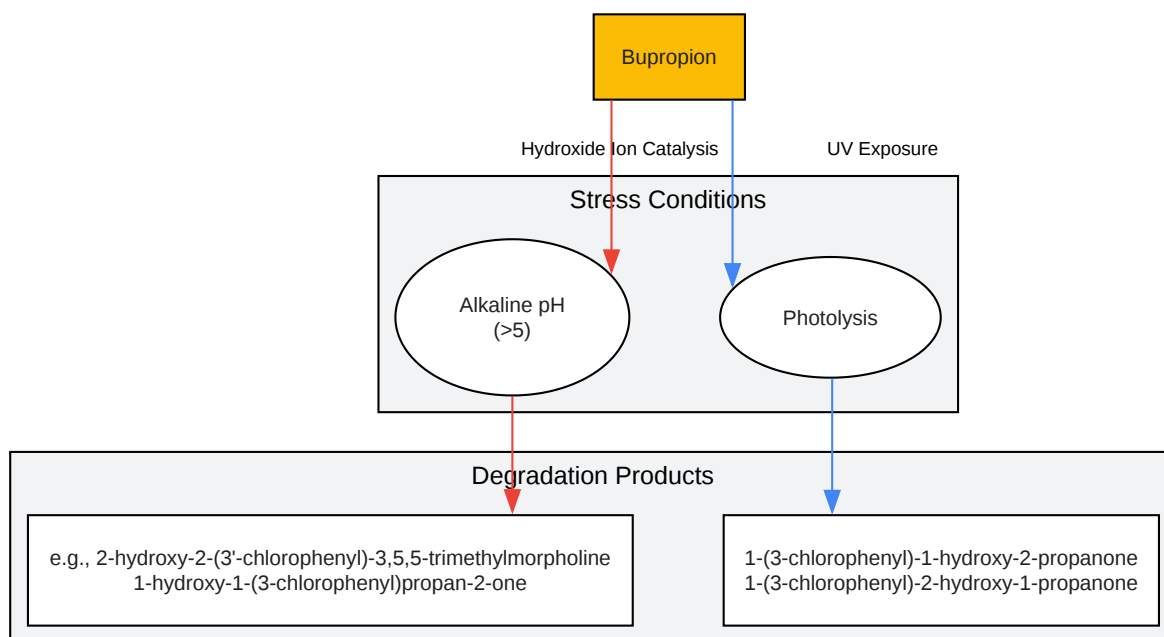 Bupropion
Hydroxide Ion Catalysis
UV Exposure
Stress Conditions
Alkaline pH
(>5)
Photolysis
Degradation Products
e.g., 2-hydroxy-2-(3'-chlorophenyl)-3,5,5-trimethylmorpholine
1-hydroxy-1-(3-chlorophenyl)propan-2-one
1-(3-chlorophenyl)-1-hydroxy-2-propanone
1-(3-chlorophenyl)-2-hydroxy-1-propanone